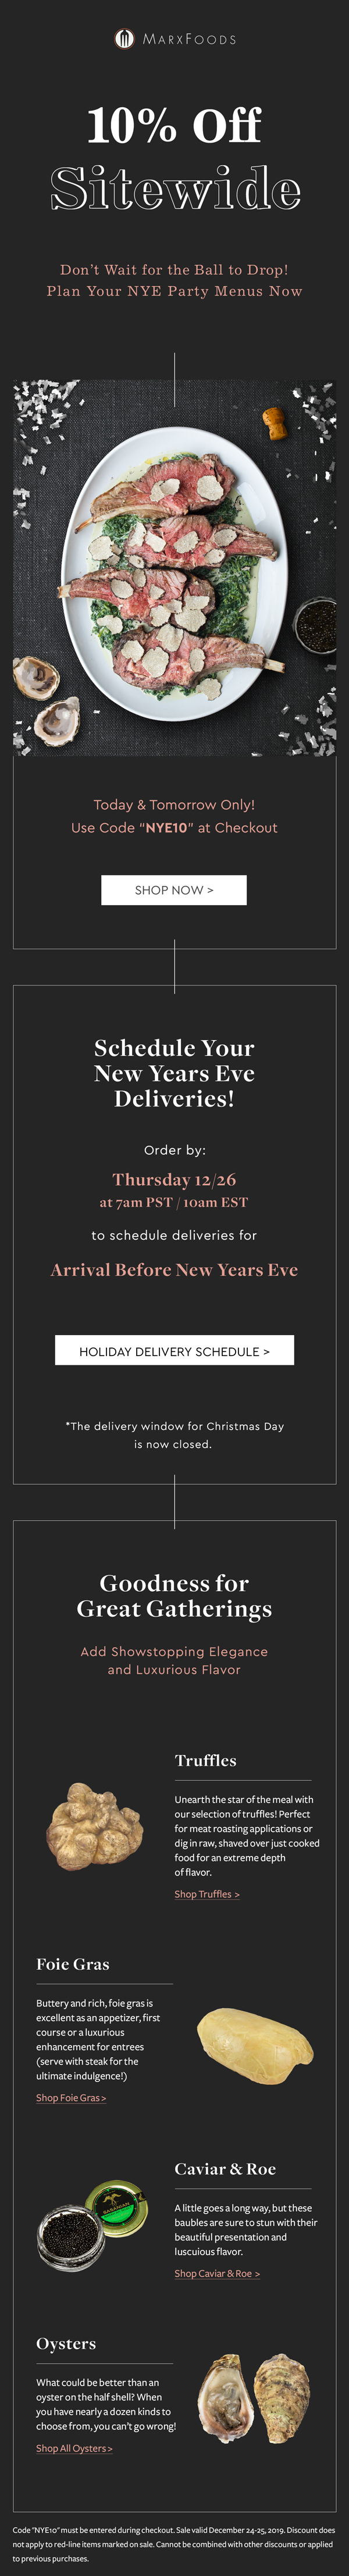 MARXFOODS
10% Off
Sitewide
Don't Wait for the Ball to Drop!
Plan Your NYE Party Menus Now
Today & Tomorrow Only!
Use Code "NYE10" at Checkout
SHOP NOW >
Schedule Your
New Years Eve
Deliveries!
Order by:
Thursday 12/26
at 7am PST / 10am EST
to schedule deliveries for
Arrival Before New Years Eve
HOLIDAY DELIVERY SCHEDULE >
*The delivery window for Christmas Day
is now closed.
Goodness for
Great Gatherings
Add Showstopping Elegance
and Luxurious Flavor
Truffles
Unearth the star of the meal with
our selection of truffles! Perfect
for meat roasting applications or
dig in raw, shaved over just cooked
food for an extreme depth
of flavor.
Shop Truffles >
Foie Gras
Buttery and rich, foie gras is
excellent as an appetizer, first
course or a luxurious
enhancement for entrees
(serve with steak for the
ultimate indulgence!)
Shop Foie Gras >
Caviar & Roe
A little goes a long way, but these
baubles are sure to stun with their
beautiful presentation and
luscuious flavor.
Shop Caviar & Roe >
Oysters
What could be better than an
oyster on the half shell? When
you have nearly a dozen kinds to
choose from, you can't go wrong!
Shop All Oysters >
Code "NYE10" must be entered during checkout. Sale valid December 24-25, 2019. Discount does
not apply to red-line items marked on sale. Cannot be combined with other discounts or applied
to previous purchases.